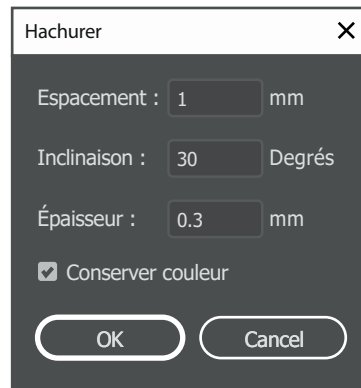 Hachurer
Espacement : 1 mm
Inclinaison : 30 Degrés
Épaisseur : 0.3 mm
Conserver couleur
OK Cancel